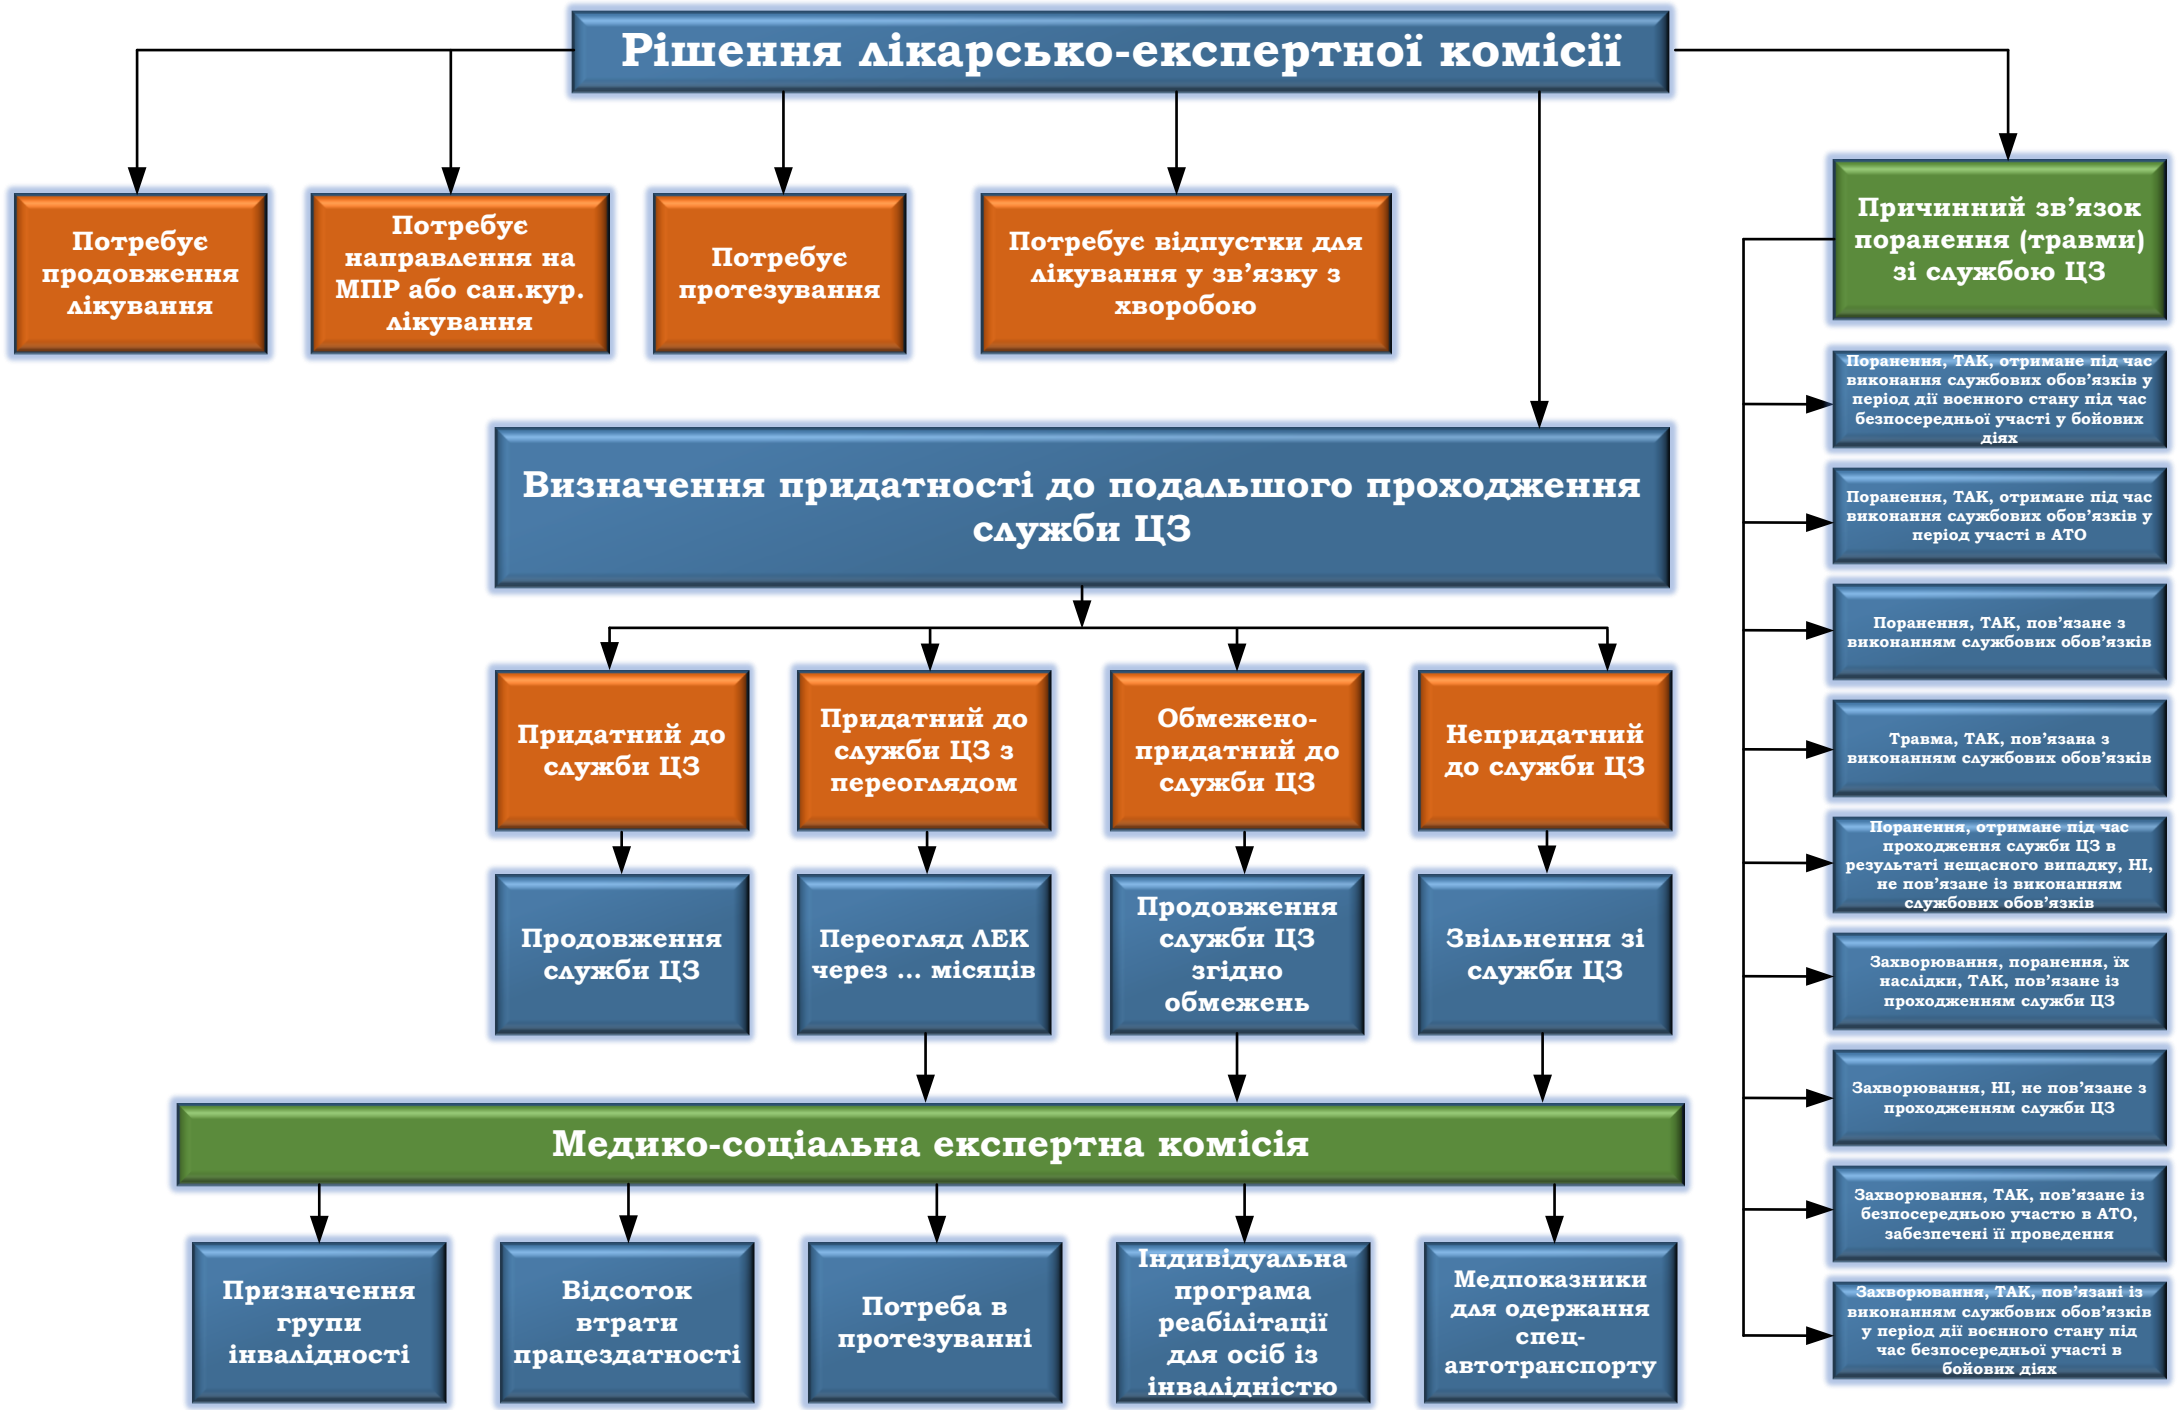 Рішення лікарсько-експертної комісії
Потребує
продовження
лікування
Потребує
направлення на
МПР або сан.кур.
лікування
Потребує
протезування
Потребує відпустки для
лікування у зв’язку з
хворобою
Причинний зв’язок
поранення (травми)
зі службою ЦЗ
Визначення придатності до подальшого проходження
служби ЦЗ
Придатний до
служби ЦЗ
Придатний до
служби ЦЗ з
переоглядом
Обмежено-
придатний до
служби ЦЗ
Непридатний
до служби ЦЗ
Продовження
служби ЦЗ
Переогляд ЛЕК
через ... місяців
Продовження
служби ЦЗ
згідно
обмежень
Звільнення зі
служби ЦЗ
Медико-соціальна експертна комісія
Призначення
групи
інвалідності
Відсоток
втрати
працездатності
Потреба в
протезуванні
Індивідуальна
програма
реабілітації
для осіб із
інвалідністю
Медпоказники
для одержання
спец-
автотранспорту
Поранення, ТАК, отримане під час
виконання службових обов’язків у
період дії воєнного стану під час
безпосередньої участі у бойових
діях
Поранення, ТАК, отримане під час
виконання службових обов’язків у
період участі в АТО
Поранення, ТАК, пов’язане з
виконанням службових обов’язків
Травма, ТАК, пов’язана з
виконанням службових обов’язків
Поранення, отримане під час
проходження служби ЦЗ в
результаті нещасного випадку, НІ,
не пов’язане із виконанням
службових обов’язків
Захворювання, поранення, їх
наслідки, ТАК, пов’язане із
проходженням служби ЦЗ
Захворювання, НІ, не пов’язане з
проходженням служби ЦЗ
Захворювання, ТАК, пов’язане із
безпосередньою участю в АТО,
забезпечені її проведення
Захворювання, ТАК, пов’язані із
виконанням службових обов’язків
у період дії воєнного стану під
час безпосередньої участі в
бойових діях